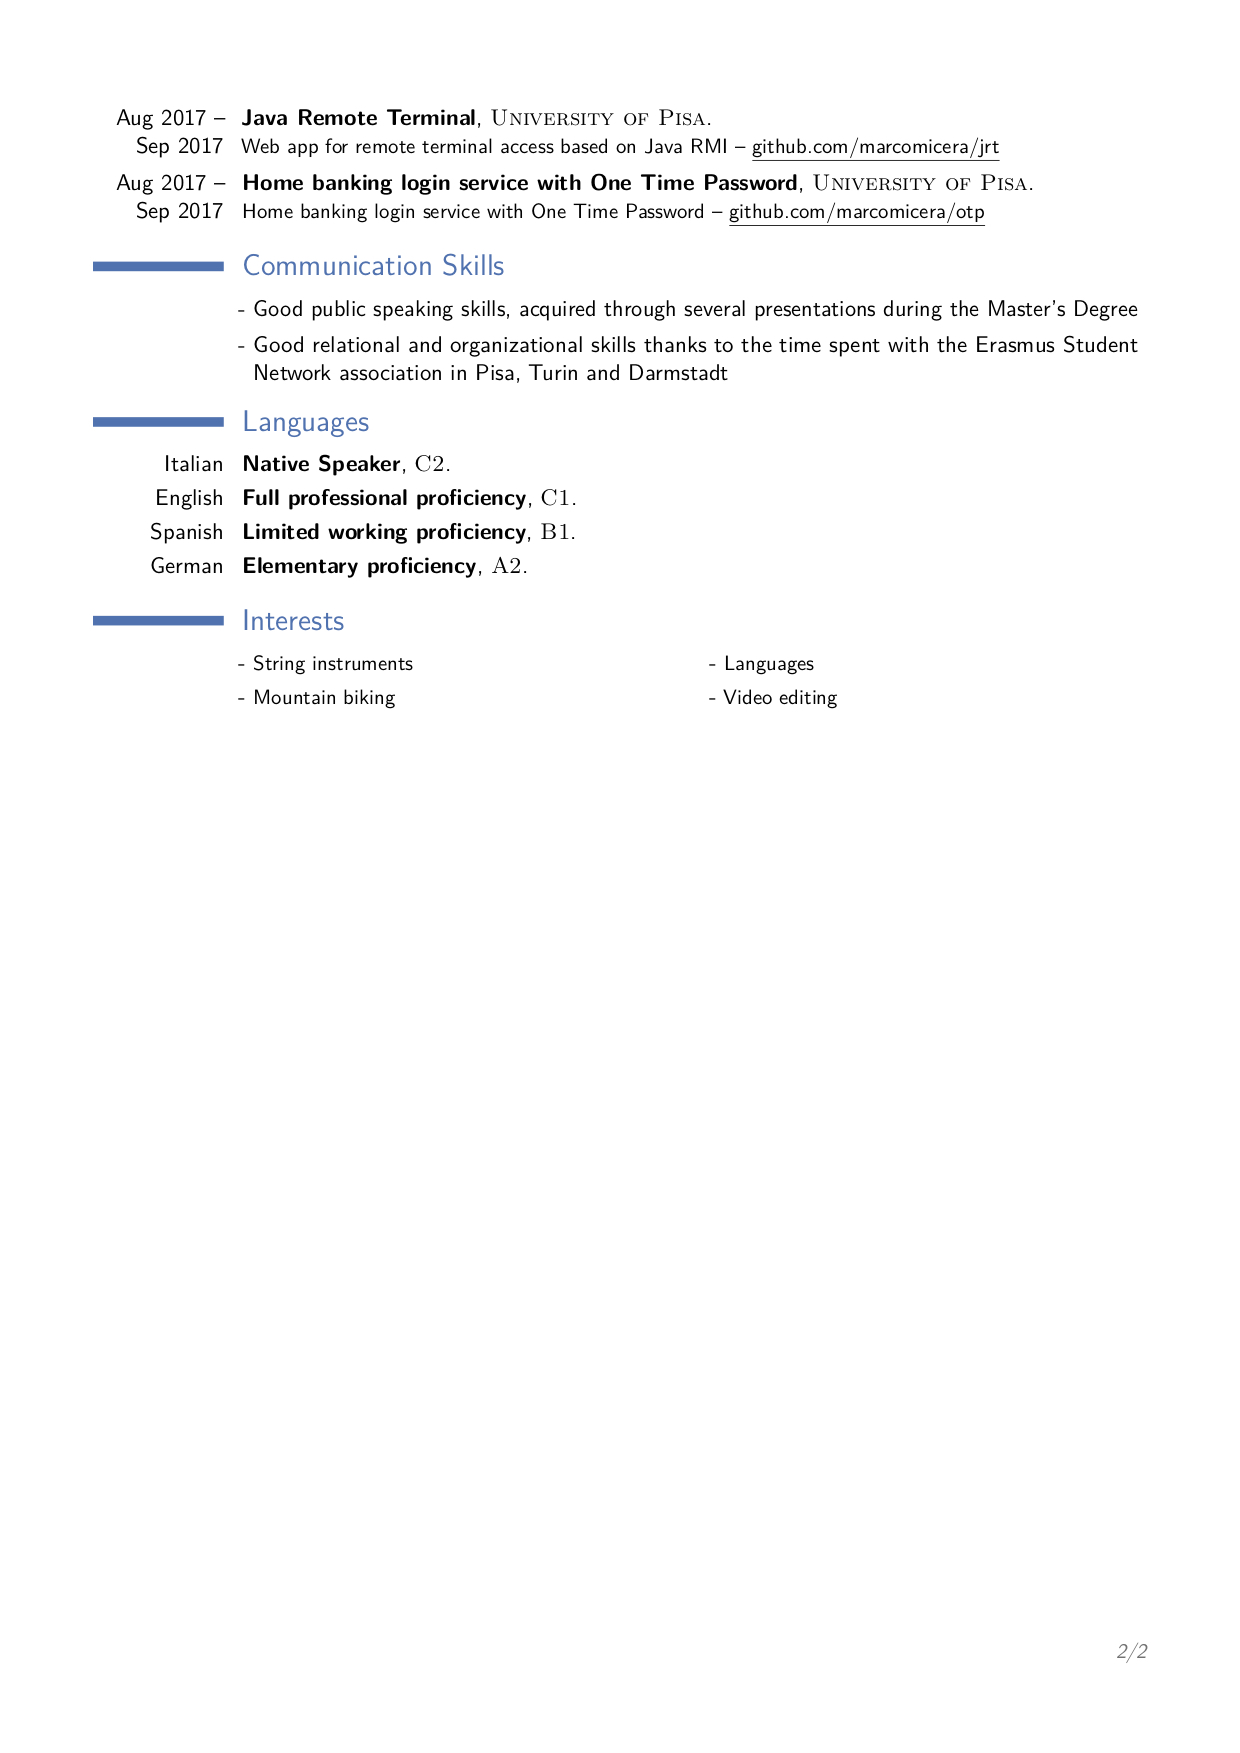 Aug 2017 – Java Remote Terminal, University of Pisa.
Sep 2017 Web app for remote terminal access based on Java RMI – github.com/marcomicera/jrt
Aug 2017 – Home banking login service with One Time Password, University of Pisa.
Sep 2017 Home banking login service with One Time Password – github.com/marcomicera/otp
Communication Skills
- Good public speaking skills, acquired through several presentations during the Master's Degree
- Good relational and organizational skills thanks to the time spent with the Erasmus Student
Network association in Pisa, Turin and Darmstadt
Languages
Italian Native Speaker, C2.
English Full professional proficiency, C1.
Spanish Limited working proficiency, B1.
German Elementary proficiency, A2.
Interests
- String instruments - Languages
- Mountain biking - Video editing
2/2